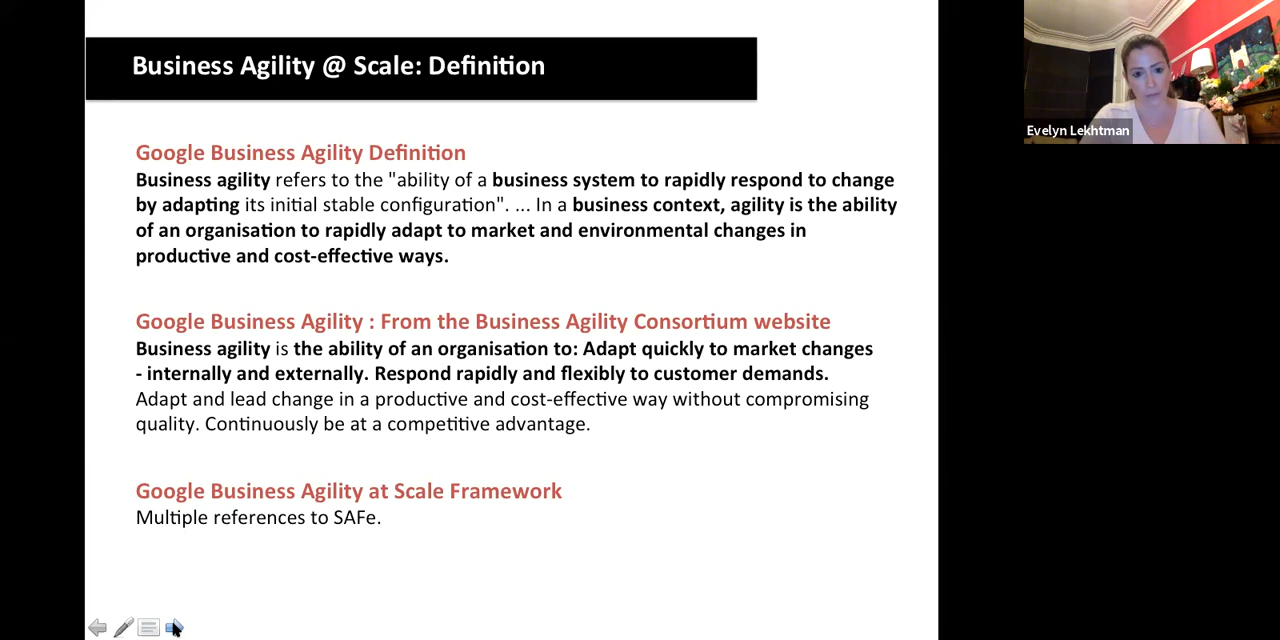 Business Agility @ Scale: Definition
Google Business Agility Definition
Business agility refers to the "ability of a business system to rapidly respond to change
by adapting its initial stable configuration". ... In a business context, agility is the ability
of an organisation to rapidly adapt to market and environmental changes in
productive and cost-effective ways.
Google Business Agility : From the Business Agility Consortium website
Business agility is the ability of an organisation to: Adapt quickly to market changes
- internally and externally. Respond rapidly and flexibly to customer demands.
Adapt and lead change in a productive and cost-effective way without compromising
quality. Continuously be at a competitive advantage.
Google Business Agility at Scale Framework
Multiple references to SAFe.
Evelyn Lekhtman